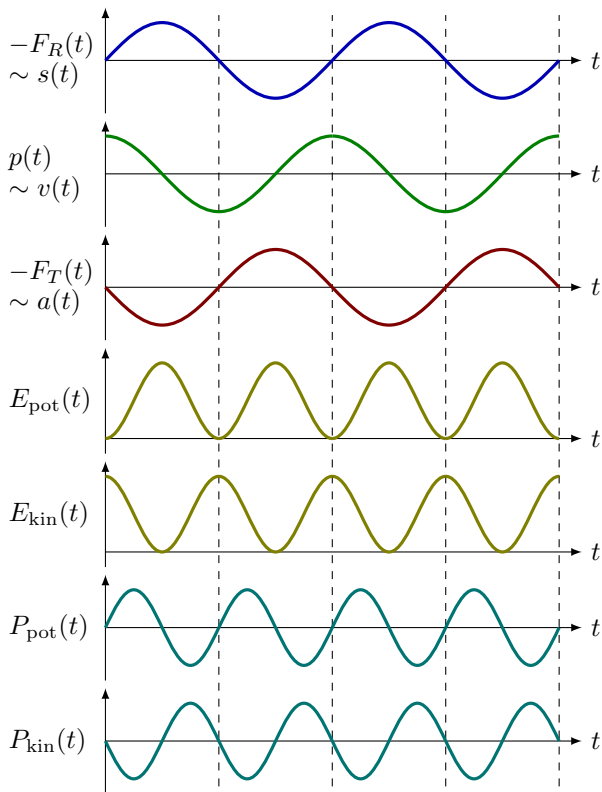 −F_R(t)
∼ s(t)
t
p(t)
∼ v(t)
t
−F_T(t)
∼ a(t)
t
E_pot(t)
t
E_kin(t)
t
P_pot(t)
t
P_kin(t)
t